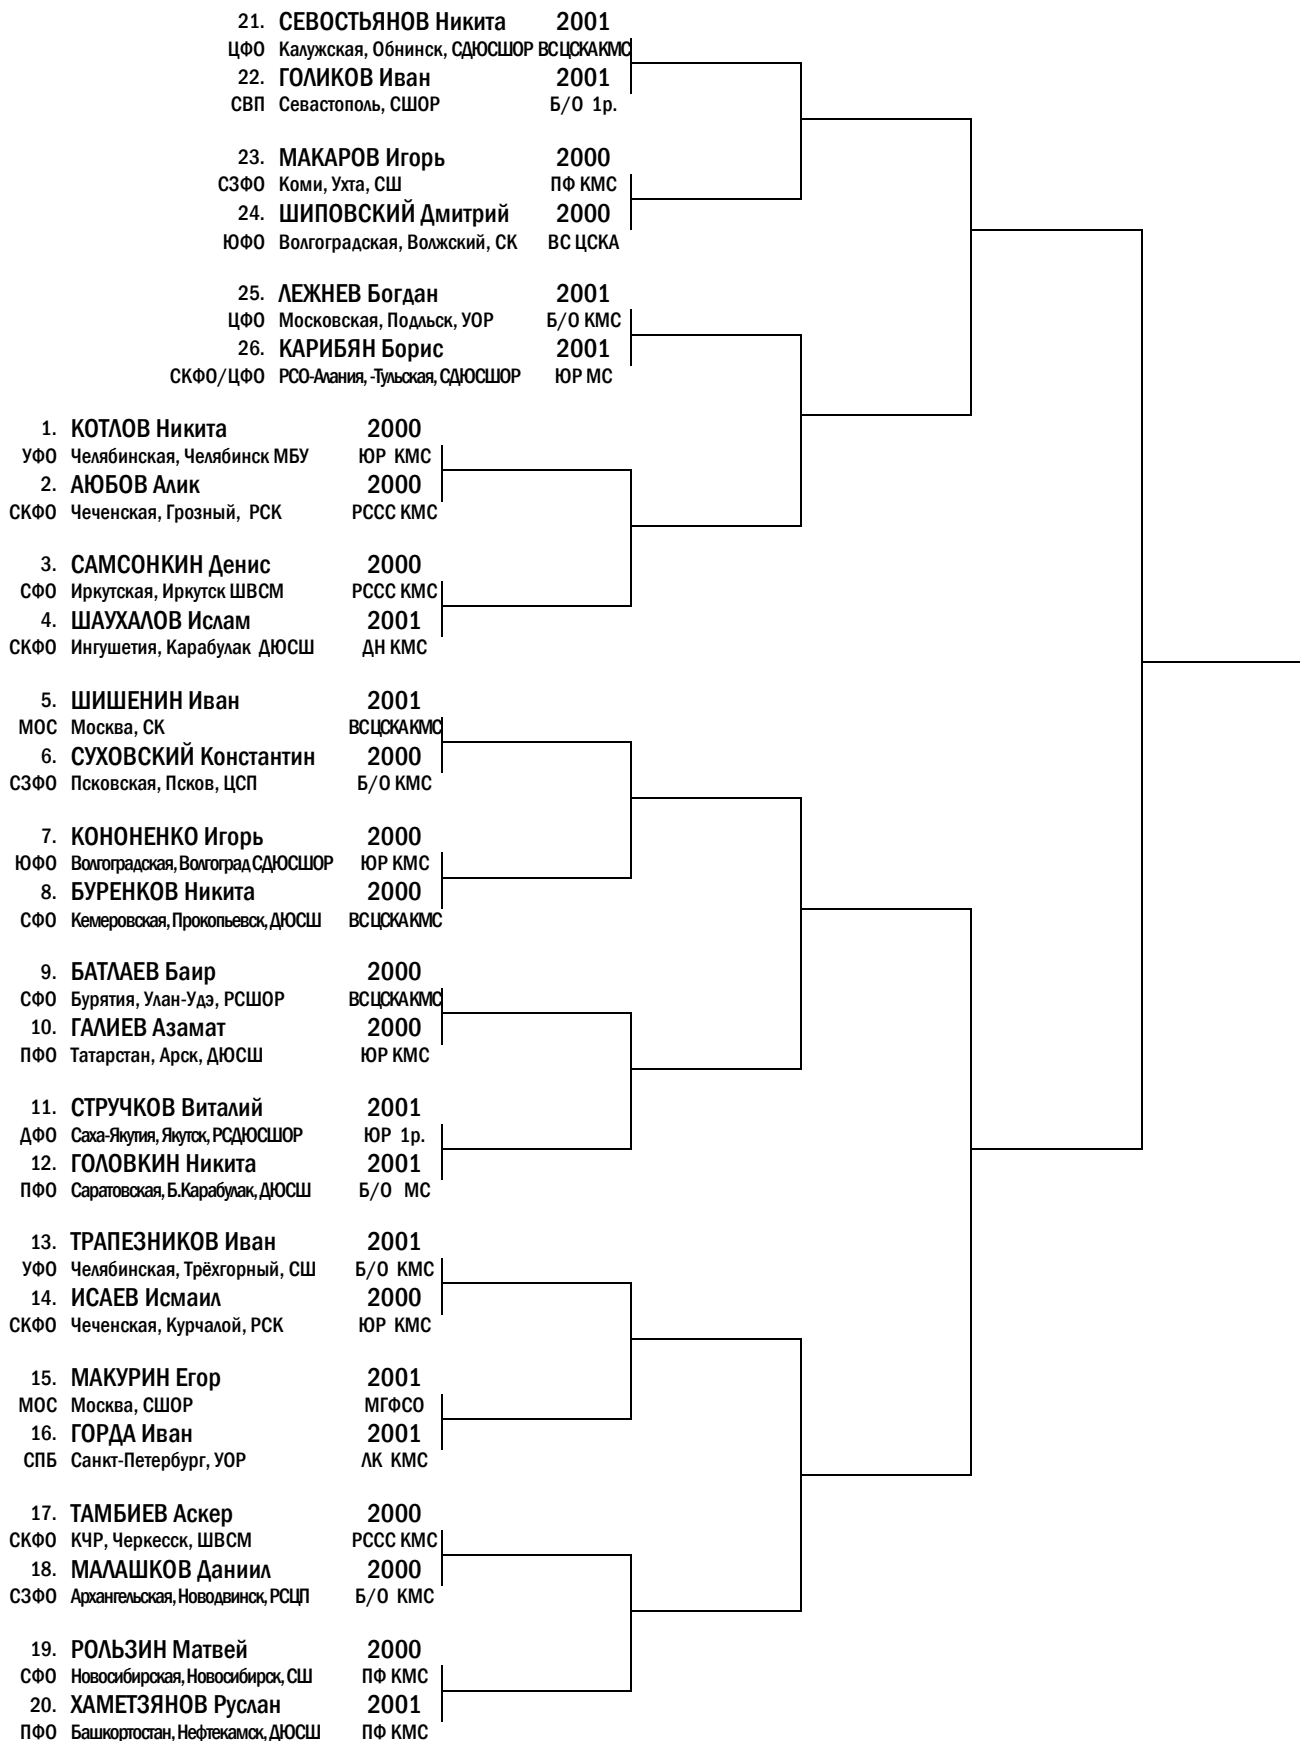 21. СЕВОСТЬЯНОВ Никита 2001
ЦФО Калужская, Обнинск, СДЮСШОР ВС ЦСКА КМС
22. ГОЛИКОВ Иван 2001
СВП Севастополь, СШОР Б/О 1р.
23. МАКАРОВ Игорь 2000
СЗФО Коми, Ухта, СШ ПФ КМС
24. ШИПОВСКИЙ Дмитрий 2000
ЮФО Волгоградская, Волжский, СК ВС ЦСКА
25. ЛЕЖНЕВ Богдан 2001
ЦФО Московская, Подльск, УОР Б/О КМС
26. КАРИБЯН Борис 2001
СКФО/ЦФО РСО-Алания, -Тульская, СДЮСШОР ЮР МС
1. КОТЛОВ Никита 2000
УФО Челябинская, Челябинск МБУ ЮР КМС
2. АЮБОВ Алик 2000
СКФО Чеченская, Грозный, РСК РССС КМС
3. САМСОНКИН Денис 2000
СФО Иркутская, Иркутск ШВСМ РССС КМС
4. ШАУХАЛОВ Ислам 2001
СКФО Ингушетия, Карабулак ДЮСШ ДН КМС
5. ШИШЕНИН Иван 2001
МОС Москва, СК ВС ЦСКА КМС
6. СУХОВСКИЙ Константин 2000
СЗФО Псковская, Псков, ЦСП Б/О КМС
7. КОНОНЕНКО Игорь 2000
ЮФО Волгоградская, Волгоград СДЮСШОР ЮР КМС
8. БУРЕНКОВ Никита 2000
СФО Кемеровская, Прокопьевск, ДЮСШ ВС ЦСКА КМС
9. БАТЛАЕВ Баир 2000
СФО Бурятия, Улан-Удэ, РСШОР ВС ЦСКА КМС
10. ГАЛИЕВ Азамат 2000
ПФО Татарстан, Арск, ДЮСШ ЮР КМС
11. СТРУЧКОВ Виталий 2001
ДФО Саха-Якутия, Якутск, РСДЮСШОР ЮР 1р.
12. ГОЛОВКИН Никита 2001
ПФО Саратовская, Б.Карабулак, ДЮСШ Б/О МС
13. ТРАПЕЗНИКОВ Иван 2001
УФО Челябинская, Трёхгорный, СШ Б/О КМС
14. ИСАЕВ Исмаил 2000
СКФО Чеченская, Курчалой, РСК ЮР КМС
15. МАКУРИН Егор 2001
МОС Москва, СШОР МГФСО
16. ГОРДА Иван 2001
СПБ Санкт-Петербург, УОР ЛК КМС
17. ТАМБИЕВ Аскер 2000
СКФО КЧР, Черкесск, ШВСМ РССС КМС
18. МАЛАШКОВ Даниил 2000
СЗФО Архангельская, Новодвинск, РСЦП Б/О КМС
19. РОЛЬЗИН Матвей 2000
СФО Новосибирская, Новосибирск, СШ ПФ КМС
20. ХАМЕТЗЯНОВ Руслан 2001
ПФО Башкортостан, Нефтекамск, ДЮСШ ПФ КМС